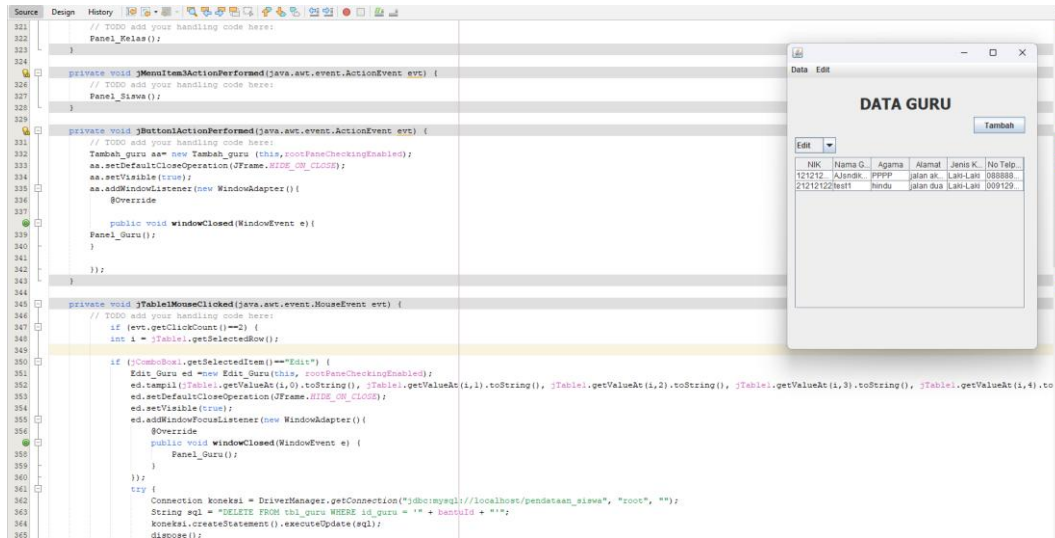 Source Design History
321 // TODO add your handling code here:
322 Panel_Kelas();
323 }
324
private void jMenuItem3ActionPerformed(java.awt.event.ActionEvent evt) {
326 // TODO add your handling code here:
327 Panel_Siswa();
328 }
329
private void jButton1ActionPerformed(java.awt.event.ActionEvent evt) {
331 // TODO add your handling code here:
332 Tambah_guru aa= new Tambah_guru (this,rootPaneCheckingEnabled);
333 aa.setDefaultCloseOperation(JFrame.HIDE_ON_CLOSE);
334 aa.setVisible(true);
335 aa.addWindowListener(new WindowAdapter(){
336 @Override
337
public void windowClosed(WindowEvent e){
339 Panel_Guru();
340 }
341
342 });
343 }
344
345 private void jTable1MouseClicked(java.awt.event.MouseEvent evt) {
346 // TODO add your handling code here:
347 if (evt.getClickCount()==2) {
348 int i = jTable1.getSelectedRow();
349
350 if (jComboBox1.getSelectedItem()=="Edit") {
351 Edit_Guru ed =new Edit_Guru(this, rootPaneCheckingEnabled);
352 ed.tampil(jTable1.getValueAt(i,0).toString(), jTable1.getValueAt(i,1).toString(), jTable1.getValueAt(i,2).toString(), jTable1.getValueAt(i,3).toString(), jTable1.getValueAt(i,4).to
353 ed.setDefaultCloseOperation(JFrame.HIDE_ON_CLOSE);
354 ed.setVisible(true);
355 ed.addWindowFocusListener(new WindowAdapter(){
356 @Override
public void windowClosed(WindowEvent e) {
358 Panel_Guru();
359 }
360 });
361 try {
362 Connection koneksi = DriverManager.getConnection("jdbc:mysql://localhost/pendataan_siswa", "root", "");
363 String sql = "DELETE FROM tbl_guru WHERE id_guru = '" + bantuId + "'";
364 koneksi.createStatement().executeUpdate(sql);
365 dispose();
Data Edit
DATA GURU
Tambah
Edit
NIK Nama G... Agama Alamat Jenis K... No Telp...
121212... AJsndik... PPPP jalan ak... Laki-Laki 088888...
21212122 test1 hindu jalan dua Laki-Laki 009129...